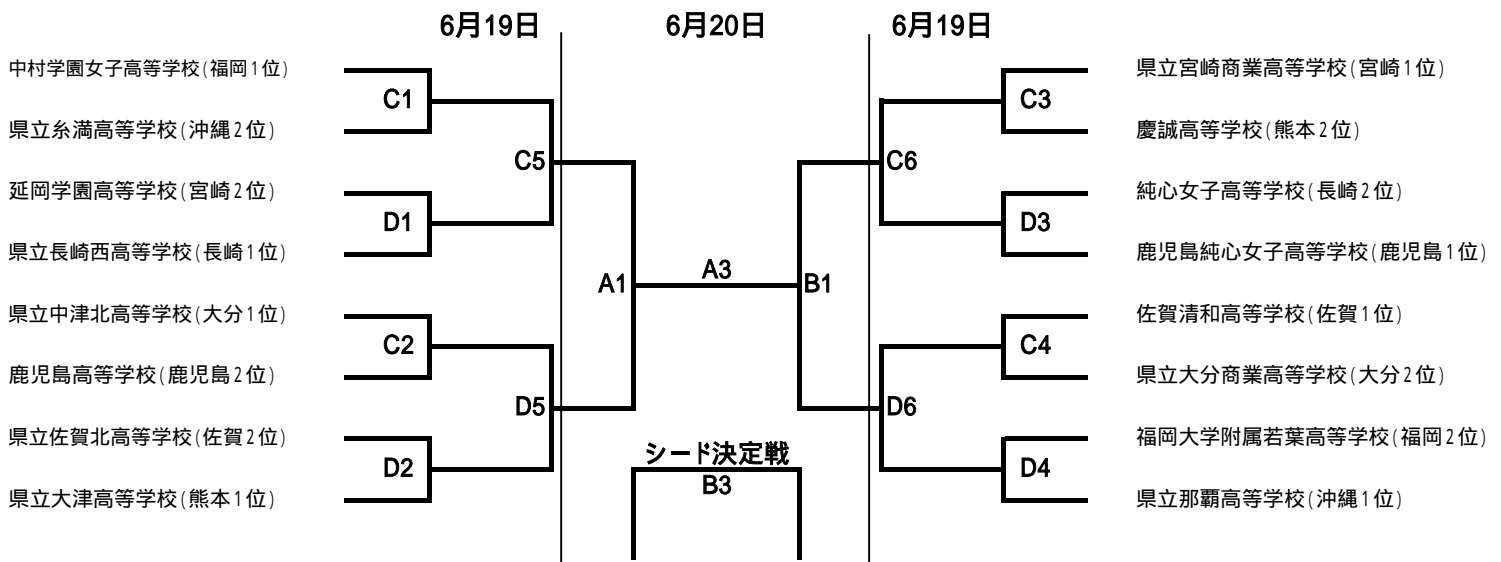 6月19日 6月20日 6月19日
中村学園女子高等学校(福岡1位) 県立宮崎商業高等学校(宮崎1位)
C1 C3
県立糸満高等学校(沖縄2位) 慶誠高等学校(熊本2位)
C5 C6
延岡学園高等学校(宮崎2位) 純心女子高等学校(長崎2位)
D1 D3
県立長崎西高等学校(長崎1位) 鹿児島純心女子高等学校(鹿児島1位)
A1 A3 B1
県立中津北高等学校(大分1位) 佐賀清和高等学校(佐賀1位)
C2 C4
鹿児島高等学校(鹿児島2位) 県立大分商業高等学校(大分2位)
D5 D6
県立佐賀北高等学校(佐賀2位) 福岡大学附属若葉高等学校(福岡2位)
シード決定戦
D2 B3 D4
県立大津高等学校(熊本1位) 県立那覇高等学校(沖縄1位)